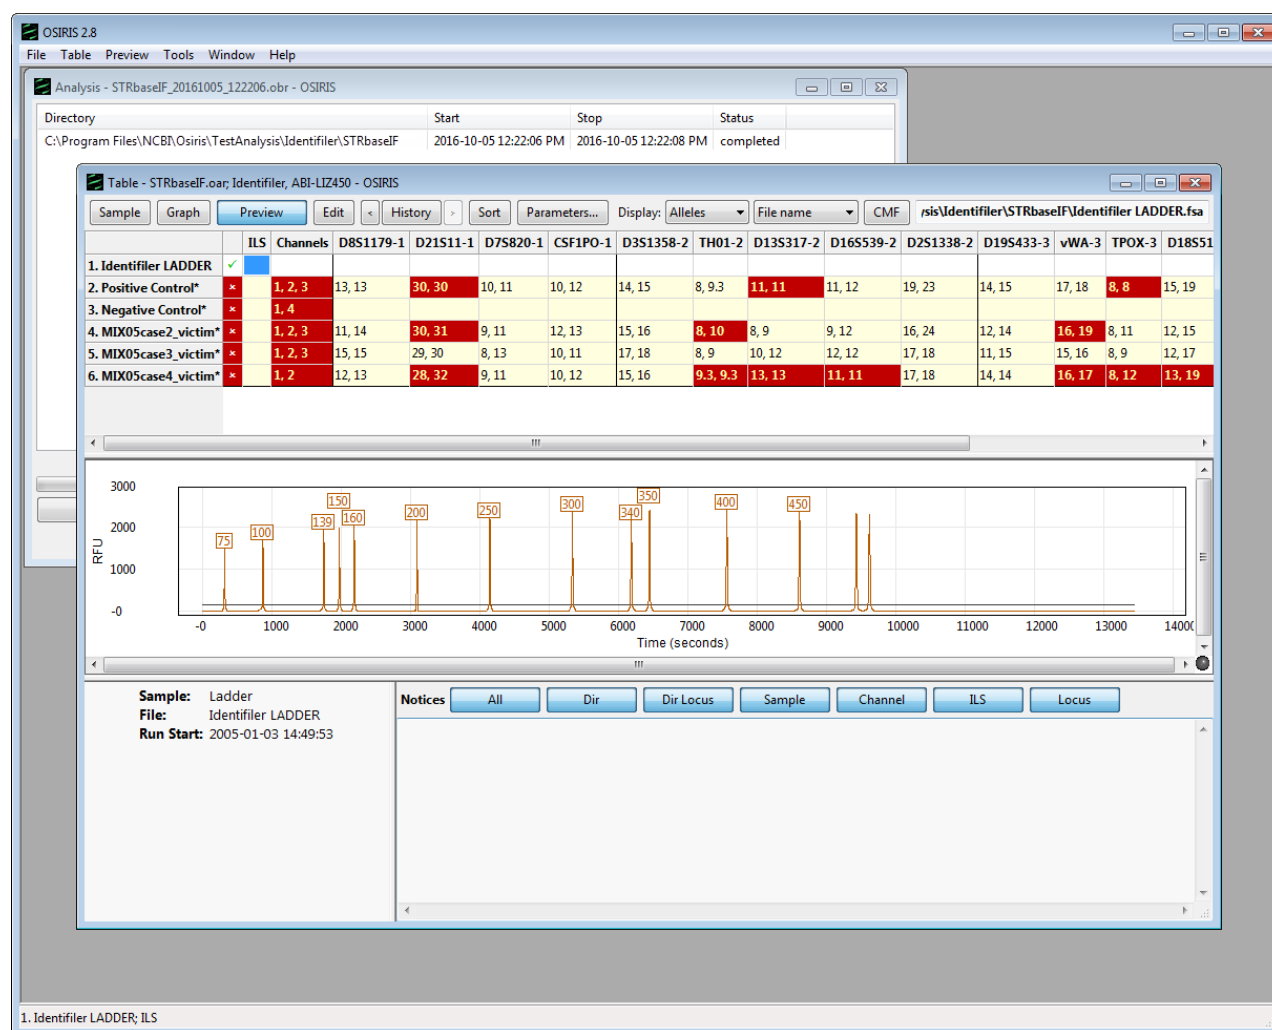 OSIRIS 2.8
File Table Preview Tools Window Help
Analysis - STRbaseIF_20161005_122206.obr - OSIRIS
Directory Start Stop Status
C:\Program Files\NCBI\Osiris\TestAnalysis\Identifiler\STRbaseIF 2016-10-05 12:22:06 PM 2016-10-05 12:22:08 PM completed
Table - STRbaseIF.oar; Identifiler, ABI-LIZ450 - OSIRIS
Sample Graph Preview Edit < History > Sort Parameters... Display: Alleles File name CMF rsis\Identifiler\STRbaseIF\Identifiler LADDER.fsa
ILS Channels D8S1179-1 D21S11-1 D7S820-1 CSF1PO-1 D3S1358-2 TH01-2 D13S317-2 D16S539-2 D2S1338-2 D19S433-3 vWA-3 TPOX-3 D18S51
1. Identifiler LADDER ✓
2. Positive Control* × 1, 2, 3 13, 13 30, 30 10, 11 10, 12 14, 15 8, 9.3 11, 11 11, 12 19, 23 14, 15 17, 18 8, 8 15, 19
3. Negative Control* × 1, 4
4. MIX05case2_victim* × 1, 2, 3 11, 14 30, 31 9, 11 12, 13 15, 16 8, 10 8, 9 9, 12 16, 24 12, 14 16, 19 8, 11 12, 15
5. MIX05case3_victim* × 1, 2, 3 15, 15 29, 30 8, 13 10, 11 17, 18 8, 9 10, 12 12, 12 17, 18 11, 15 15, 16 8, 9 12, 17
6. MIX05case4_victim* × 1, 2 12, 13 28, 32 9, 11 10, 12 15, 16 9.3, 9.3 13, 13 11, 11 17, 18 14, 14 16, 17 8, 12 13, 19
3000
2000
1000
-0
RFU
75 100 139 150 160 200 250 300 340 350 400 450
-0 1000 2000 3000 4000 5000 6000 7000 8000 9000 10000 11000 12000 13000 1400
Time (seconds)
Sample: Ladder
File: Identifiler LADDER
Run Start: 2005-01-03 14:49:53
Notices All Dir Dir Locus Sample Channel ILS Locus
1. Identifiler LADDER; ILS